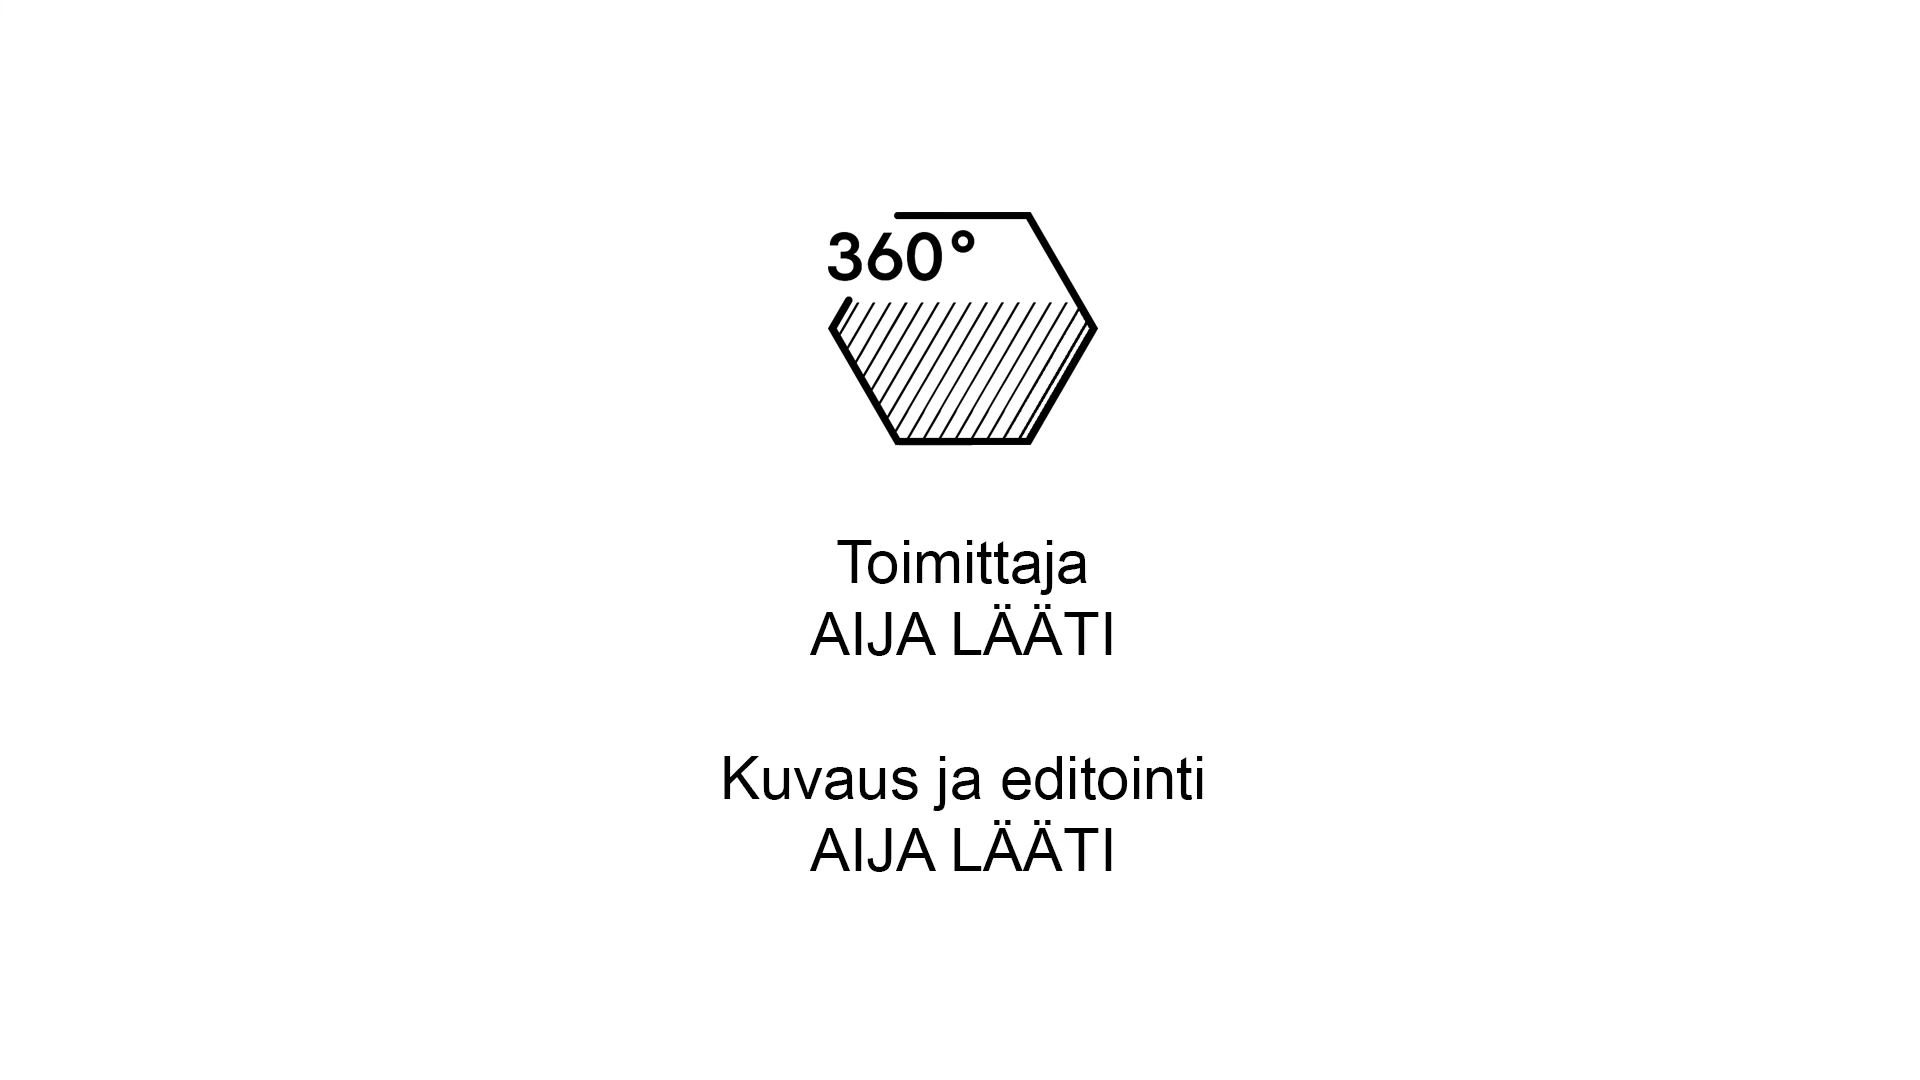 360°
Toimittaja
AIJA LÄÄTI
Kuvaus ja editointi
AIJA LÄÄTI